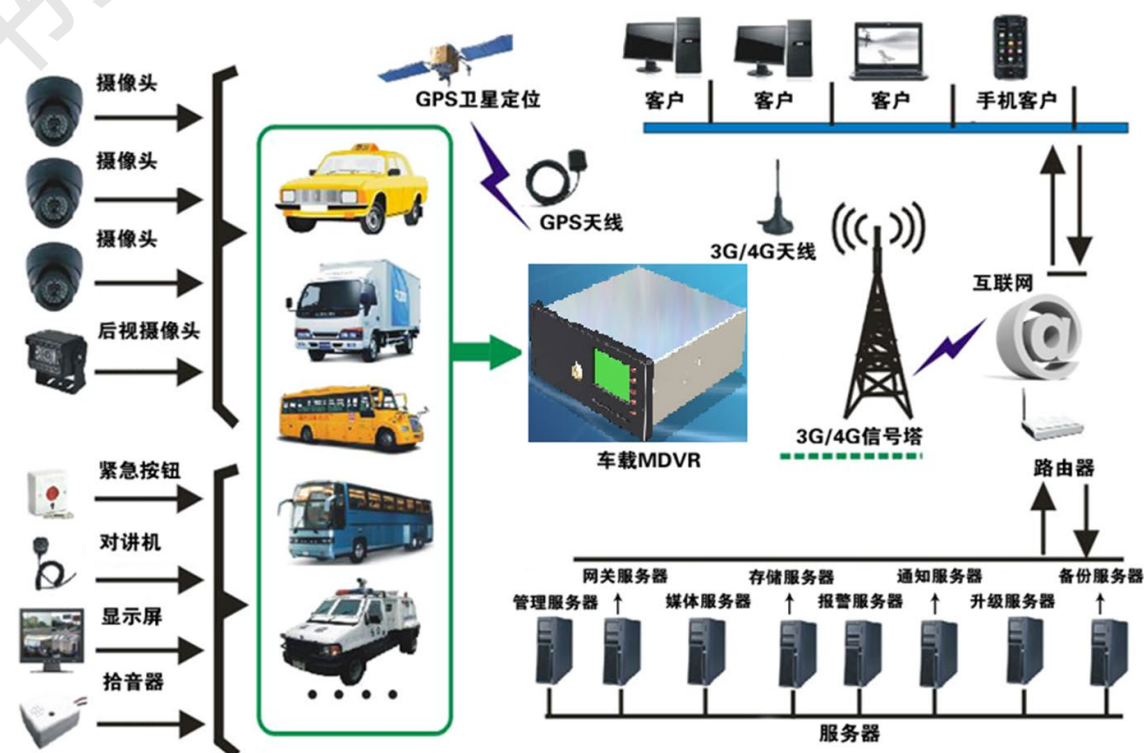 摄像头
摄像头
摄像头
后视摄像头
紧急按钮
对讲机
显示屏
拾音器
GPS卫星定位
GPS天线
3G/4G天线
客户
客户
客户
手机客户
互联网
@
车载MDVR
3G/4G信号塔
路由器
网关服务器
存储服务器
通知服务器
备份服务器
管理服务器
媒体服务器
报警服务器
升级服务器
服务器